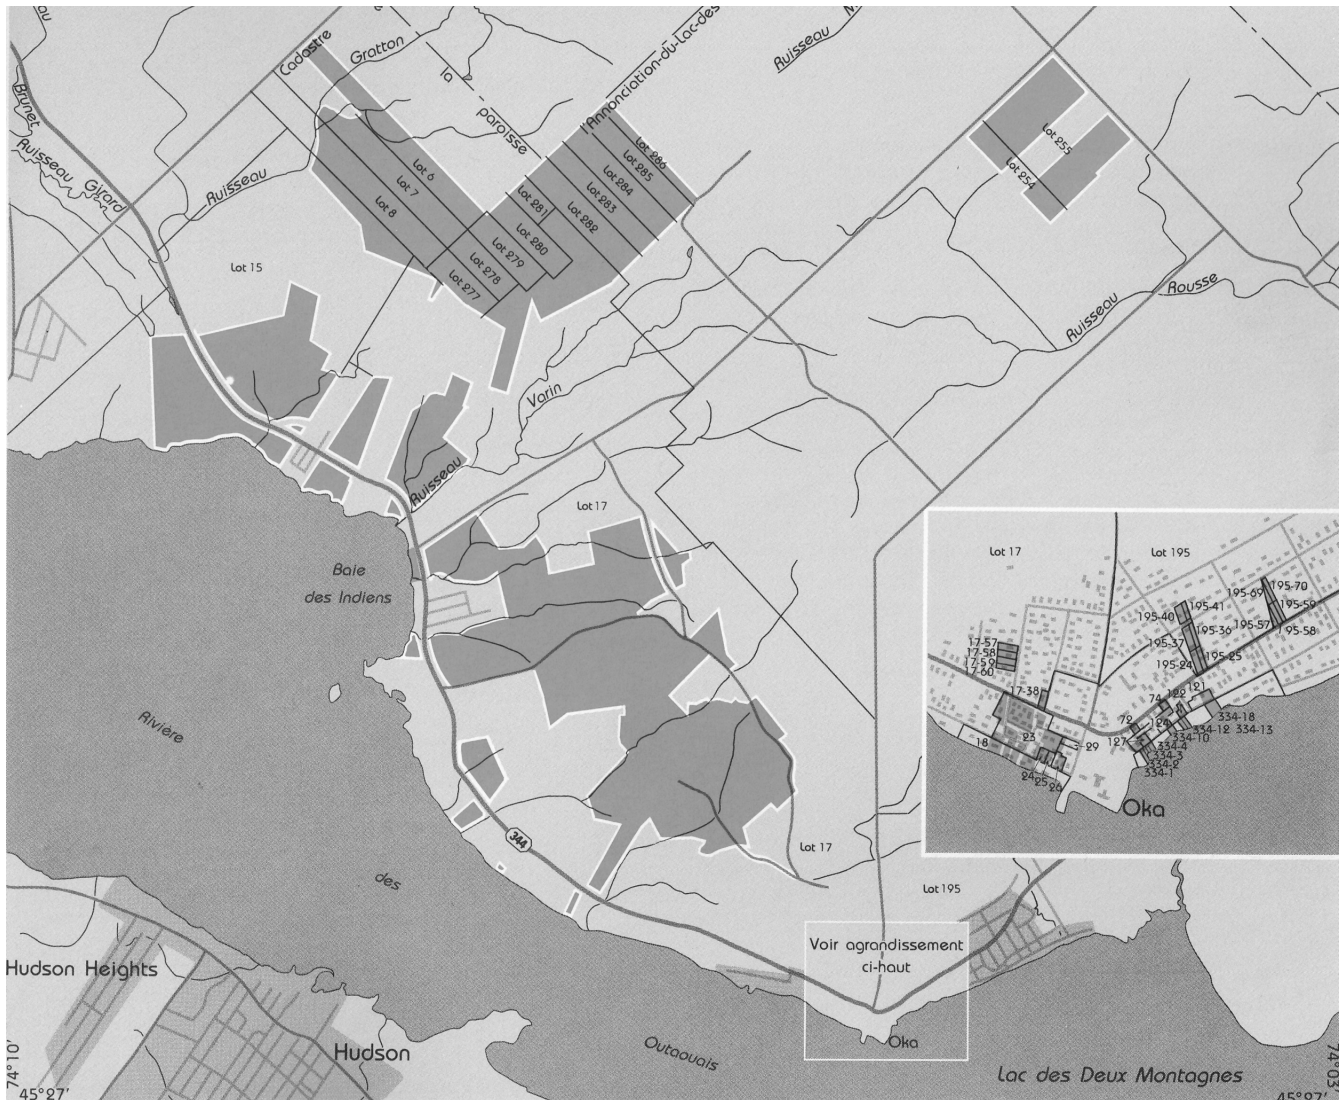 Cadastre
Gratton
la
paroisse
l'Annonciation-du-Lac-des
Ruisseau
Brunet
Ruisseau
Girard
Ruisseau
Lot 6
Lot 7
Lot 8
Lot 15
Lot 286
Lot 285
Lot 284
Lot 283
Lot 282
Lot 281
Lot 280
Lot 279
Lot 278
Lot 277
Lot 255
Lot 254
Ruisseau
Rousse
Varin
Ruisseau
Lot 17
Baie
des Indiens
Rivière
des
Outaouais
344
Lot 17
Lot 195
Lot 17
Lot 195
195-70
195-69
195-59
195-57
195-58
195-41
195-40
195-36
195-37
195-25
195-24
17-57
17-58
17-59
17-60
17-38
121
122
74
72
124
127
334-18
334-12
334-13
334-10
334-4
334-3
334-2
334-1
18
23
29
24
25
26
Oka
Voir agrandissement
ci-haut
Oka
Hudson Heights
Hudson
Lac des Deux Montagnes
74°10'
45°27'
74°03'
45°27'